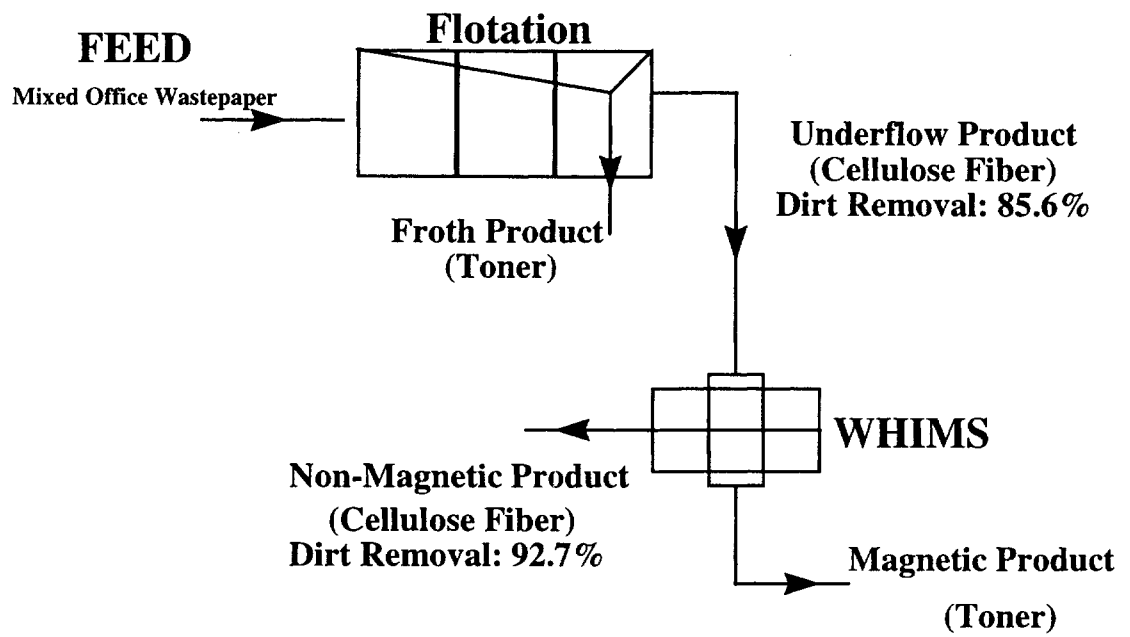 Flotation
FEED
Mixed Office Wastepaper
Underflow Product
(Cellulose Fiber)
Dirt Removal: 85.6%
Froth Product
(Toner)
WHIMS
Non-Magnetic Product
(Cellulose Fiber)
Dirt Removal: 92.7%
Magnetic Product
(Toner)